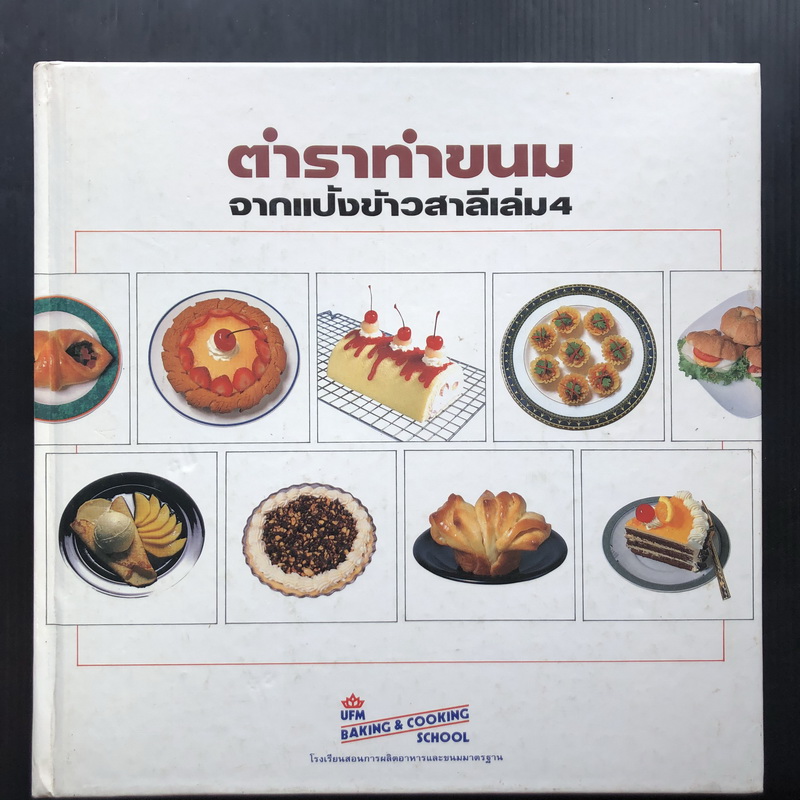 ตำราทำขนม
จากแป้งข้าวสาลีเล่ม4
UFM
BAKING & COOKING
SCHOOL
โรงเรียนสอนการผลิตอาหารและขนมมาตรฐาน